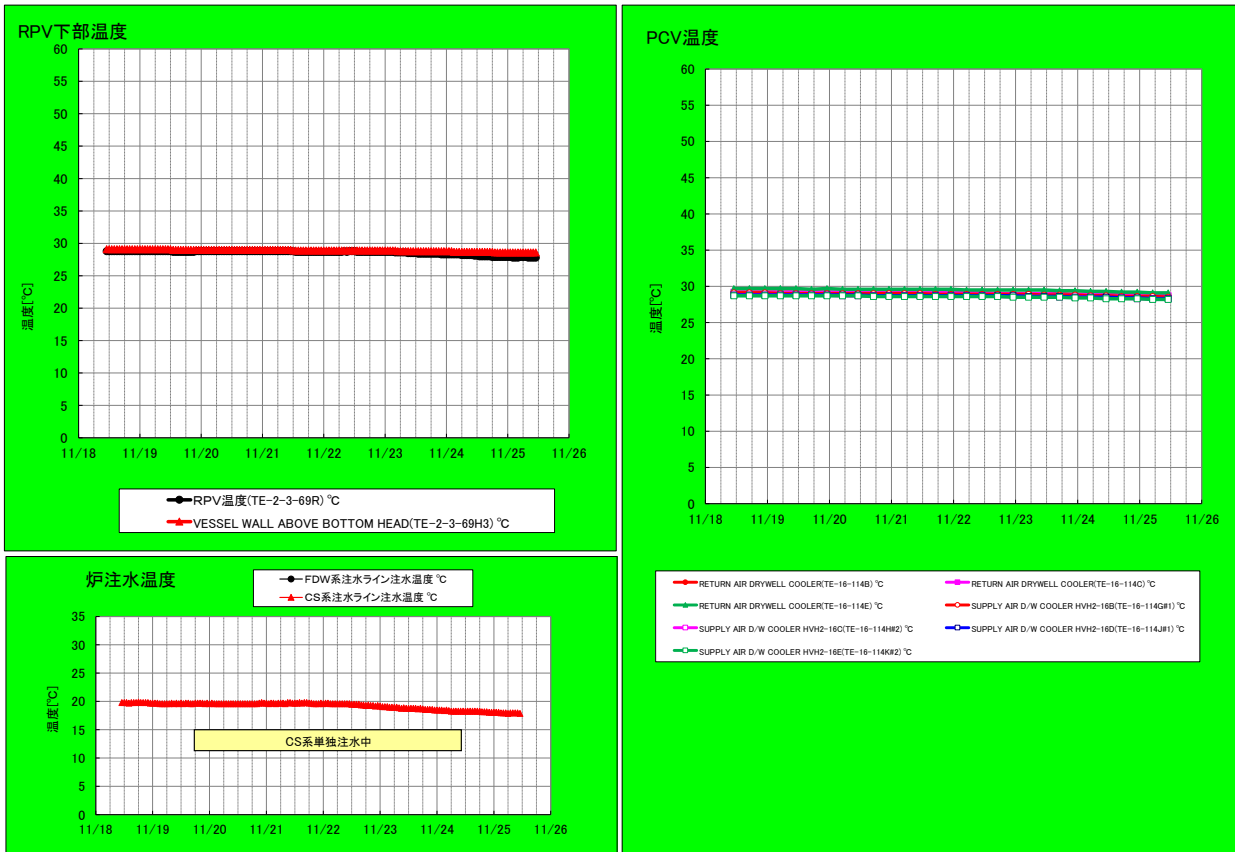 RPV下部温度
温度[℃]
60
55
50
45
40
35
30
25
20
15
10
5
0
11/18 11/19 11/20 11/21 11/22 11/23 11/24 11/25 11/26
RPV温度(TE-2-3-69R) ℃
VESSEL WALL ABOVE BOTTOM HEAD(TE-2-3-69H3) ℃
炉注水温度
FDW系注水ライン注水温度 ℃
CS系注水ライン注水温度 ℃
温度[℃]
35
30
25
20
15
10
5
0
CS系単独注水中
11/18 11/19 11/20 11/21 11/22 11/23 11/24 11/25 11/26
PCV温度
温度[℃]
60
55
50
45
40
35
30
25
20
15
10
5
0
11/18 11/19 11/20 11/21 11/22 11/23 11/24 11/25 11/26
RETURN AIR DRYWELL COOLER(TE-16-114B) ℃
RETURN AIR DRYWELL COOLER(TE-16-114C) ℃
RETURN AIR DRYWELL COOLER(TE-16-114E) ℃
SUPPLY AIR D/W COOLER HVH2-16B(TE-16-114G#1) ℃
SUPPLY AIR D/W COOLER HVH2-16C(TE-16-114H#2) ℃
SUPPLY AIR D/W COOLER HVH2-16D(TE-16-114J#1) ℃
SUPPLY AIR D/W COOLER HVH2-16E(TE-16-114K#2) ℃